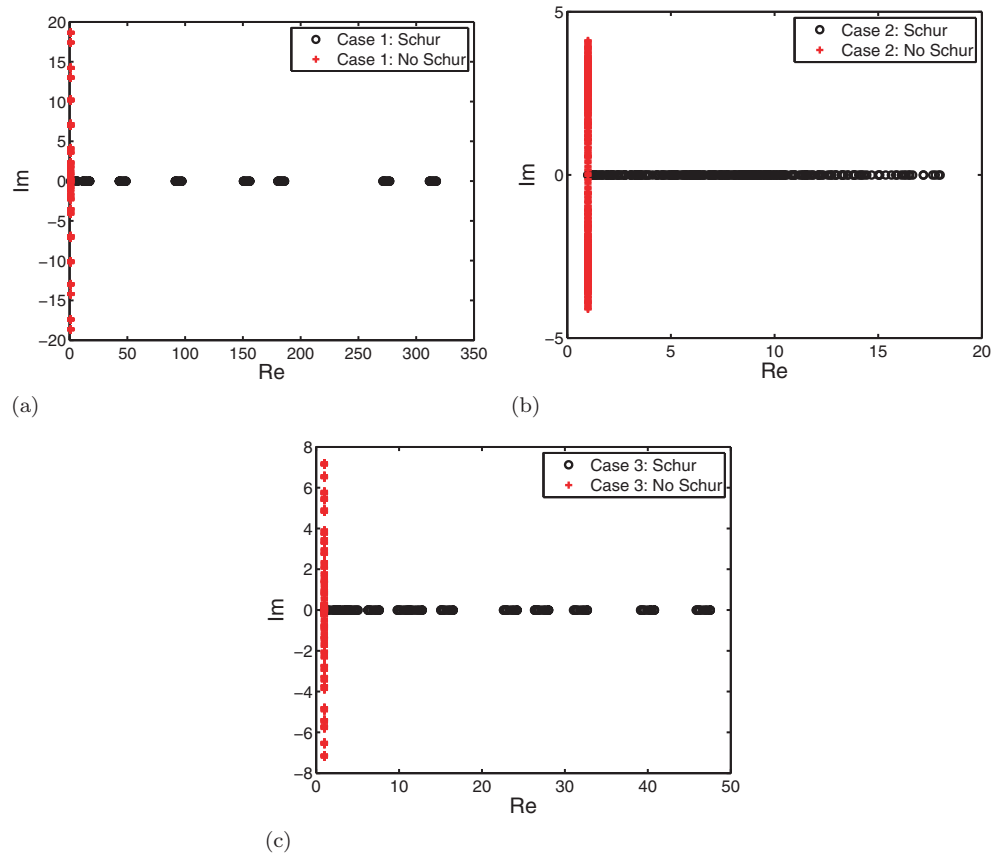 20
15
10
5
0
−5
−10
−15
−20
Im
0
50
100
150
200
250
300
350
Re
Case 1: Schur
Case 1: No Schur
(a)
5
0
−5
Im
0
5
10
15
20
Re
Case 2: Schur
Case 2: No Schur
(b)
8
6
4
2
0
−2
−4
−6
−8
Im
0
10
20
30
40
50
Re
Case 3: Schur
Case 3: No Schur
(c)